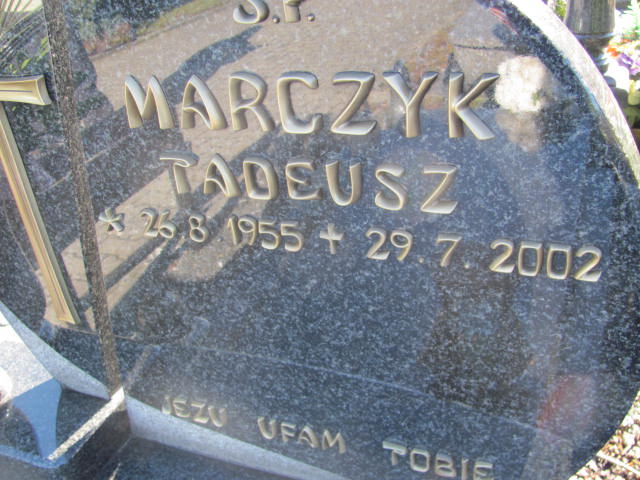 Ś.P.
MARCZYK
TADEUSZ
* 26.8 1955 + 29.7.2002
JEZU UFAM TOBIE